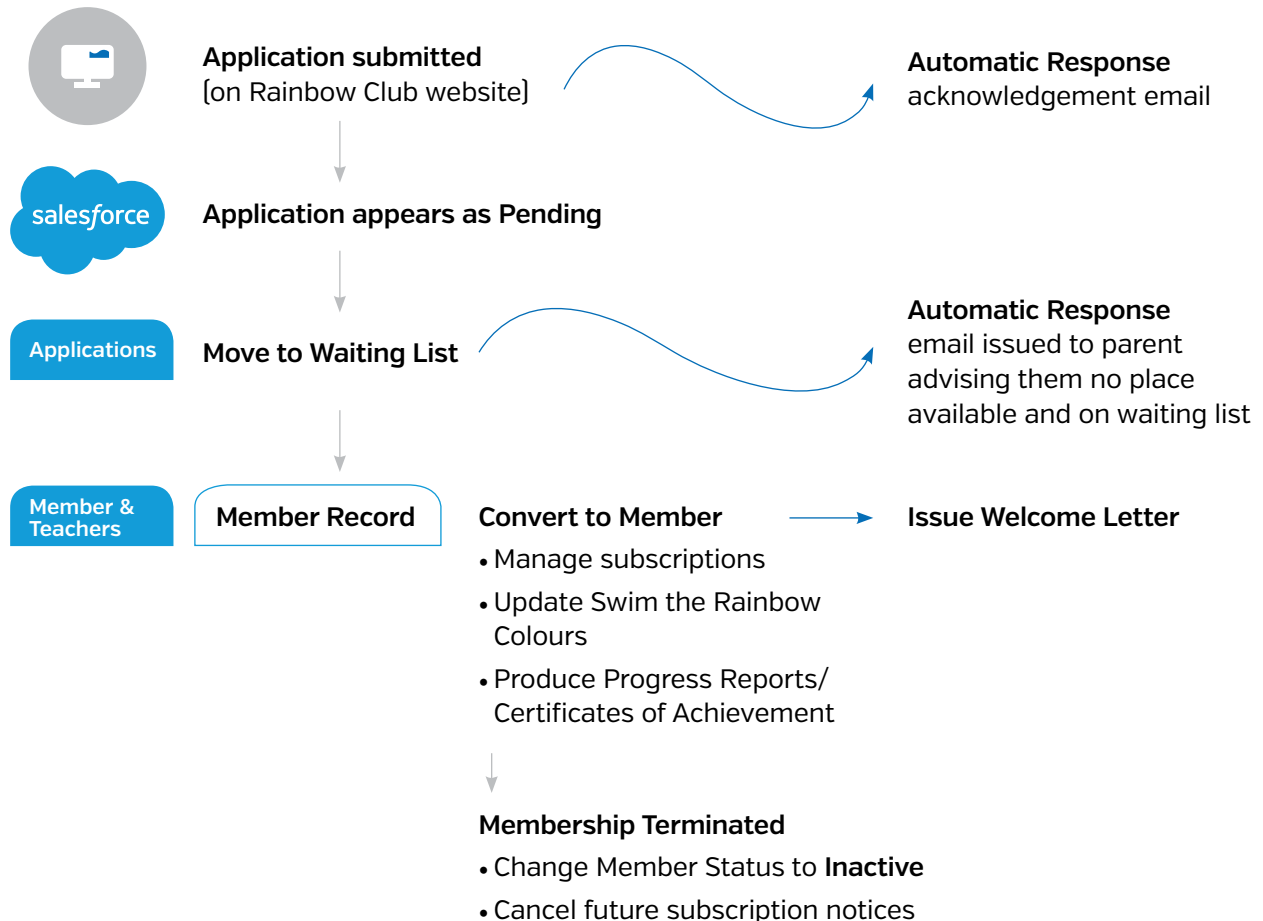 Application submitted
(on Rainbow Club website)
Automatic Response
acknowledgement email
salesforce
Application appears as Pending
Applications
Move to Waiting List
Automatic Response
email issued to parent
advising them no place
available and on waiting list
Member &
Teachers
Member Record
Convert to Member
Issue Welcome Letter
• Manage subscriptions
• Update Swim the Rainbow
Colours
• Produce Progress Reports/
Certificates of Achievement
Membership Terminated
• Change Member Status to Inactive
• Cancel future subscription notices